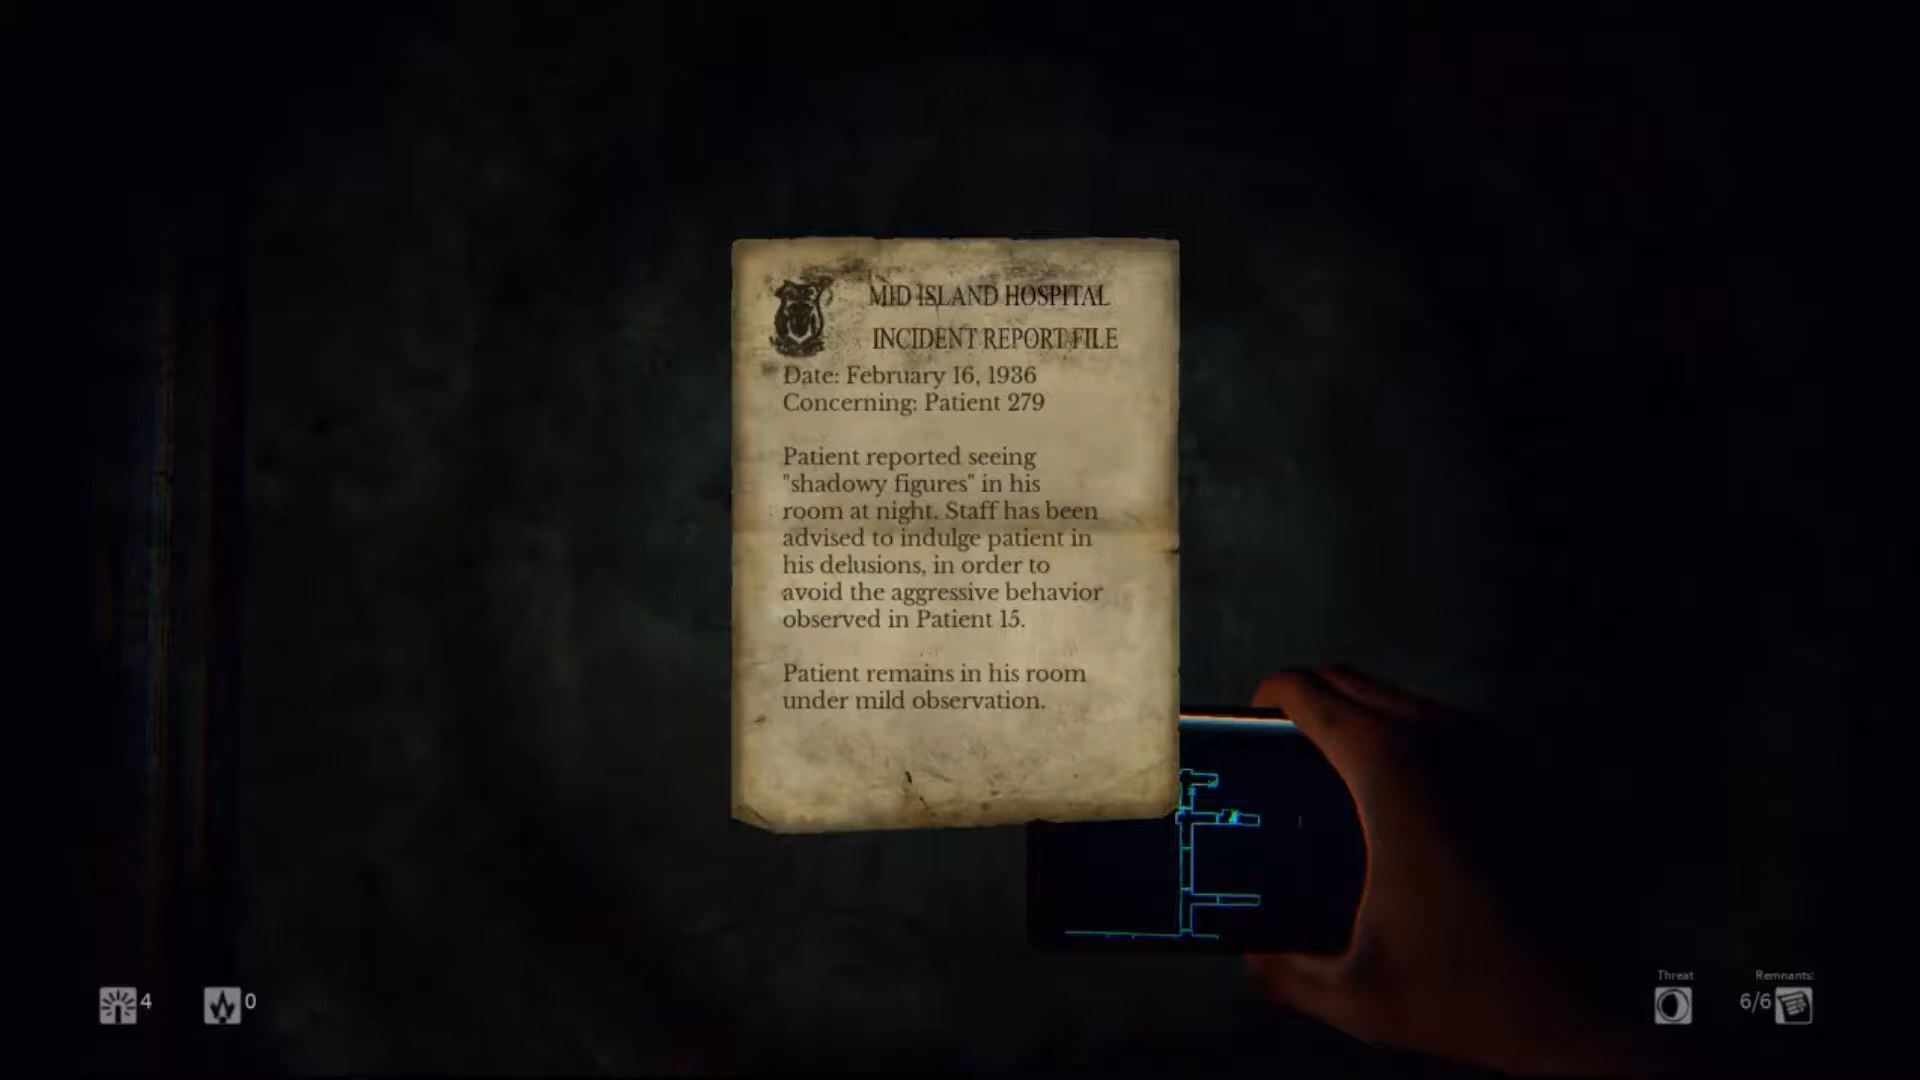 MID ISLAND HOSPITAL
INCIDENT REPORT FILE
Date: February 16, 1936
Concerning: Patient 279
Patient reported seeing
"shadowy figures" in his
room at night. Staff has been
advised to indulge patient in
his delusions, in order to
avoid the aggressive behavior
observed in Patient 15.
Patient remains in his room
under mild observation.
4
0
Threat
Remnants:
6/6